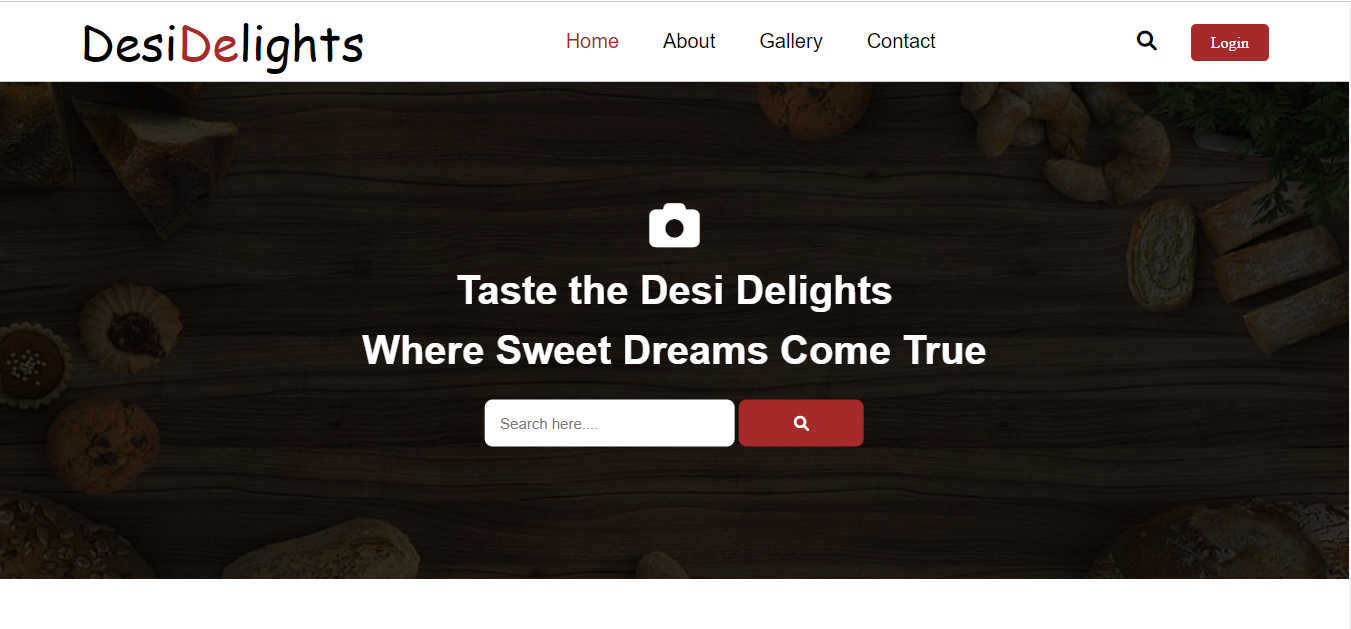 DesiDelights
Home About Gallery Contact
Login
Taste the Desi Delights
Where Sweet Dreams Come True
Search here....